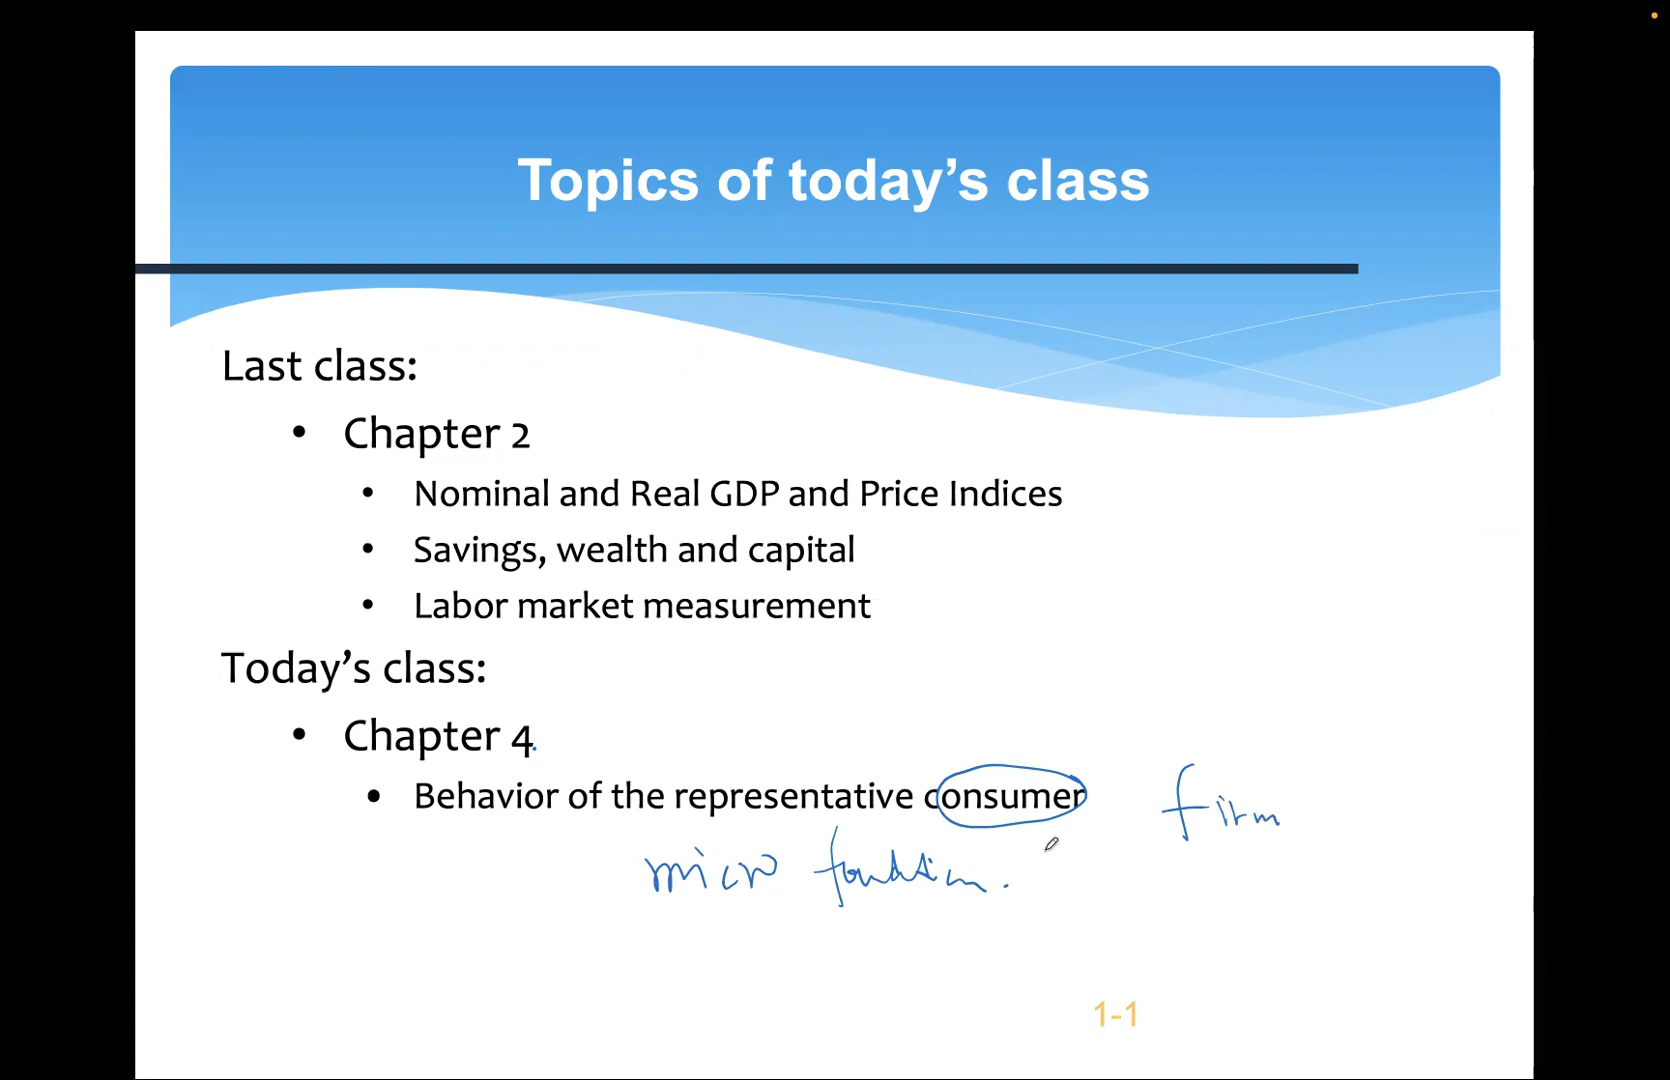 Topics of today’s class
Last class:
• Chapter 2
• Nominal and Real GDP and Price Indices
• Savings, wealth and capital
• Labor market measurement
Today’s class:
• Chapter 4
• Behavior of the representative consumer firm
micro
1-1